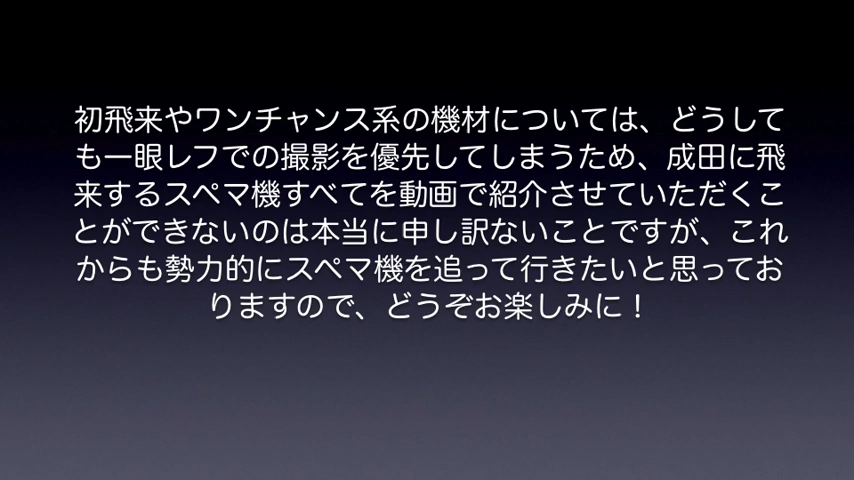 初飛来やワンチャンス系の機材については、どうして
も一眼レフでの撮影を優先してしまうため、成田に飛
来するスペマ機すべてを動画で紹介させていただくこ
とができないのは本当に申し訳ないことですが、これ
からも勢力的にスペマ機を追って行きたいと思ってお
りますので、どうぞお楽しみに！